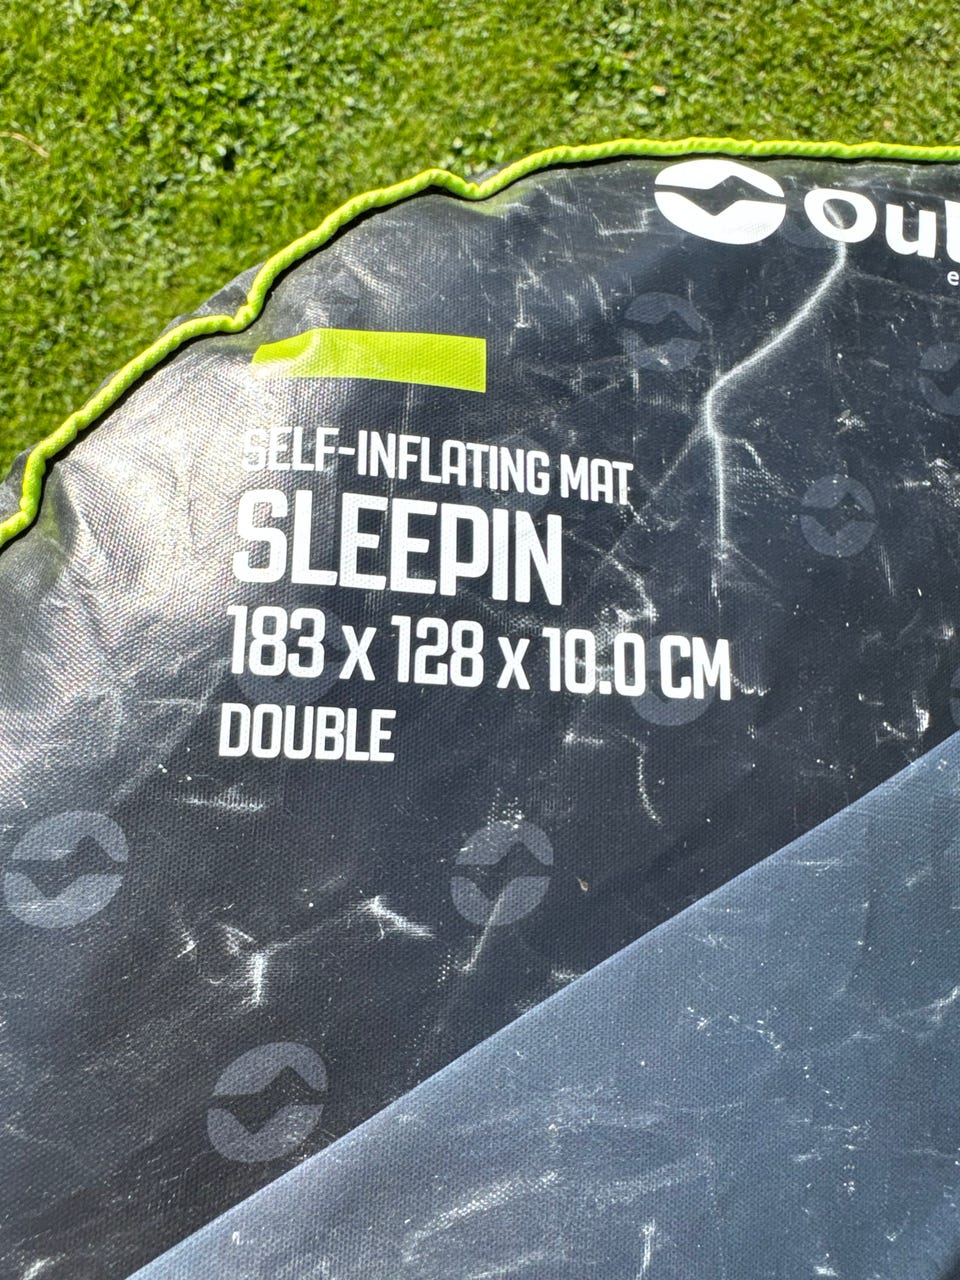 SELF-INFLATING MAT
SLEEPIN
183 x 128 x 10.0 CM
DOUBLE